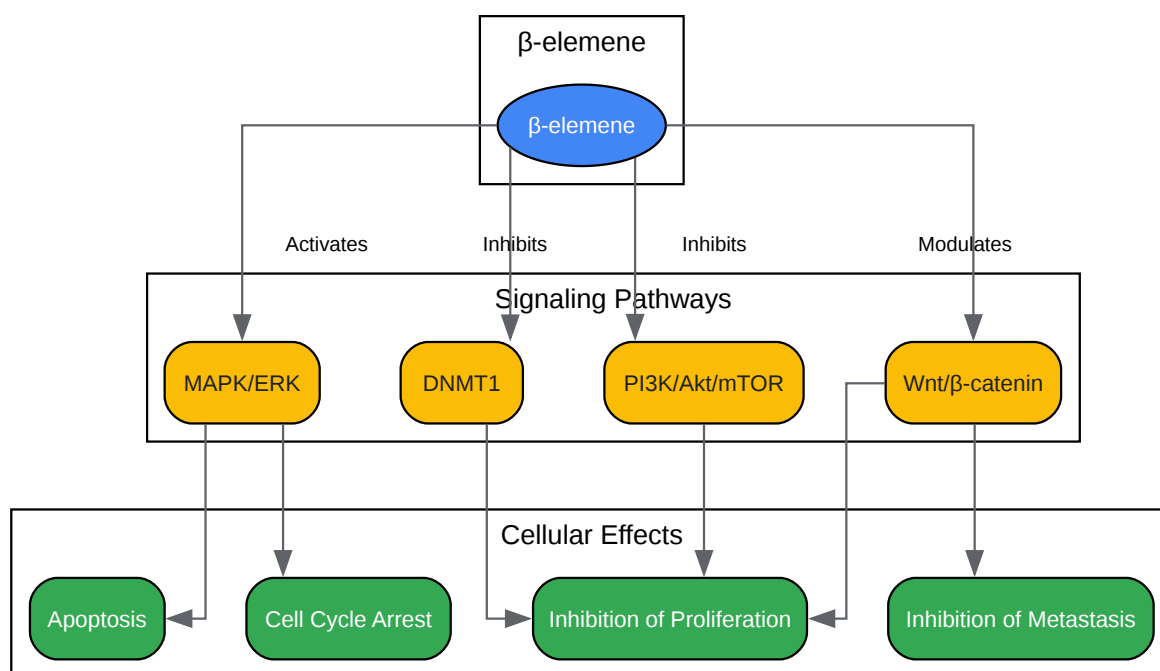 β-elemene
β-elemene
Activates
Inhibits
Inhibits
Modulates
Signaling Pathways
MAPK/ERK
DNMT1
PI3K/Akt/mTOR
Wnt/β-catenin
Cellular Effects
Apoptosis
Cell Cycle Arrest
Inhibition of Proliferation
Inhibition of Metastasis